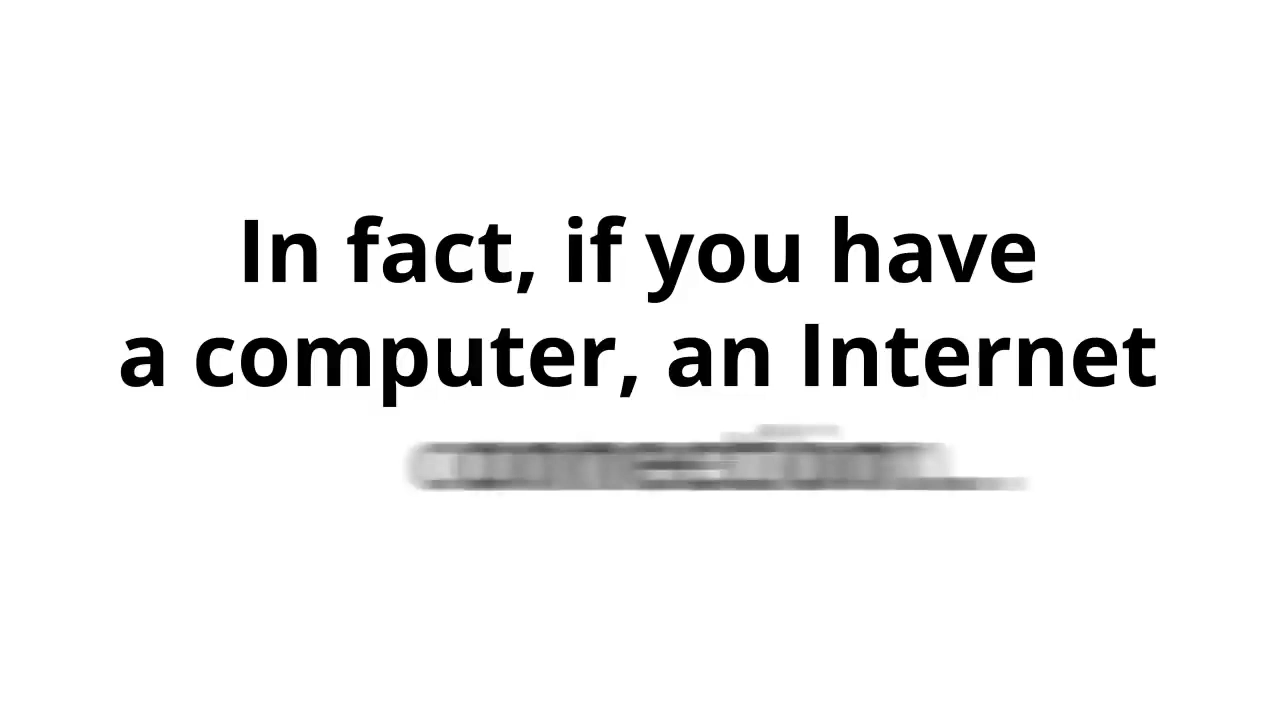 In fact, if you have
a computer, an Internet